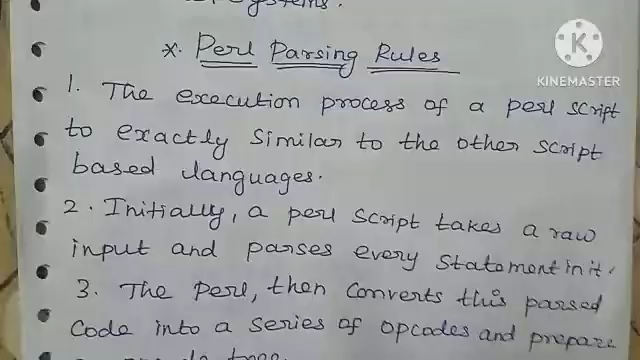 Systems.
*. Perl Parsing Rules
KINEMASTER
1. The execution process of a perl script
to exactly similar to the other script
based languages.
2. Initially, a perl script takes a raw
input and parses every statement in it.
3. The perl, then converts this parsed
code into a series of opcodes and prepare
tree.